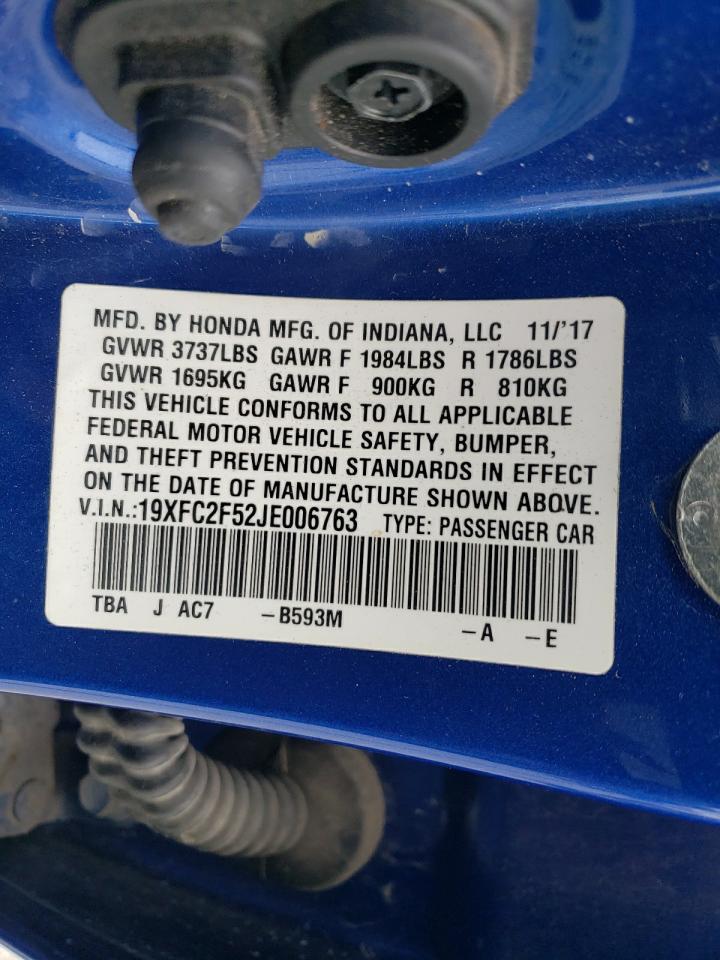 MFD. BY HONDA MFG. OF INDIANA, LLC 11/'17
GVWR 3737LBS GAWR F 1984LBS R 1786LBS
GVWR 1695KG GAWR F 900KG R 810KG
THIS VEHICLE CONFORMS TO ALL APPLICABLE
FEDERAL MOTOR VEHICLE SAFETY, BUMPER,
AND THEFT PREVENTION STANDARDS IN EFFECT
ON THE DATE OF MANUFACTURE SHOWN ABOVE.
V.I.N.:19XFC2F52JE006763 TYPE: PASSENGER CAR
TBA J AC7 -B593M -A -E